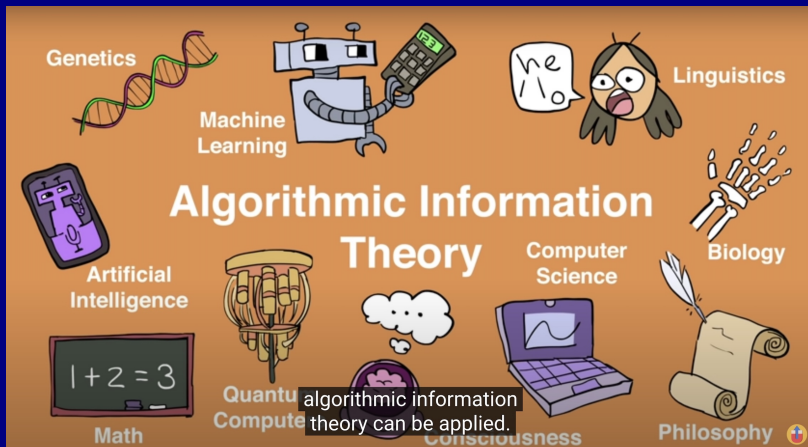 Genetics
Machine
Learning
123
he
llo
Linguistics
Algorithmic Information
Theory
Computer
Science
Biology
Artificial
Intelligence
1+2=3
Math
Quantu
Compute
algorithmic information
theory can be applied.
Consciousness
Philosophy